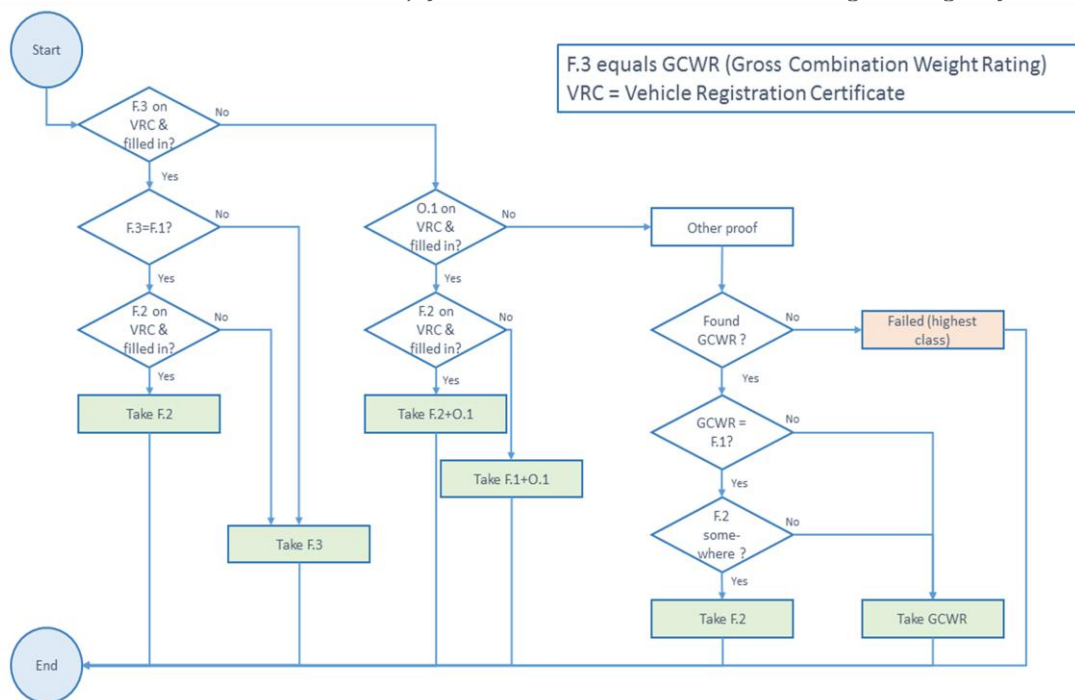 Start
F.3 equals GCWR (Gross Combination Weight Rating)
VRC = Vehicle Registration Certificate
F.3 on
VRC &
filled in?
No
Yes
F.3=F.1?
No
Yes
F.2 on
VRC &
filled in?
No
Yes
Take F.2
Take F.3
O.1 on
VRC &
filled in?
No
Yes
F.2 on
VRC &
filled in?
No
Yes
Take F.2+O.1
Take F.1+O.1
Other proof
Found
GCWR ?
No
Failed (highest
class)
Yes
GCWR =
F.1?
No
Yes
F.2
some-
where ?
No
Yes
Take F.2
Take GCWR
End